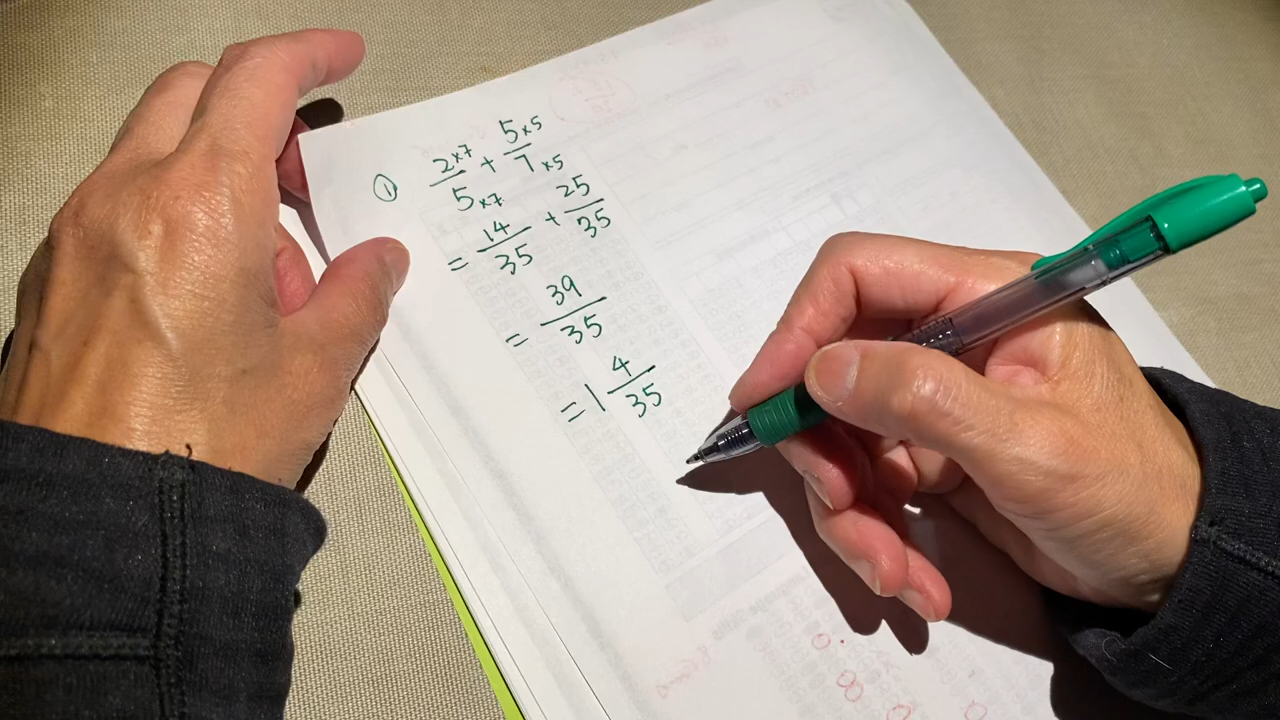 ① 2×7/5×7 + 5×5/7×5
= 14/35 + 25/35
= 39/35
= 1 4/35